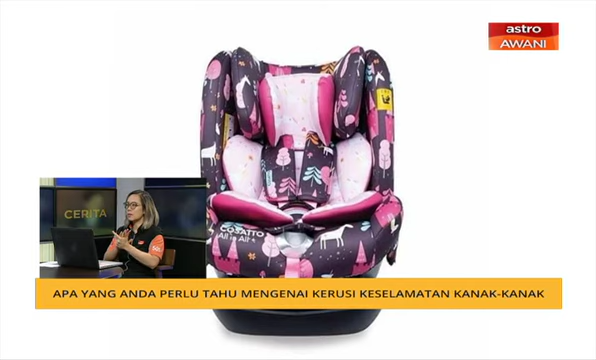 astro
AWANI
CERITA
COSATTO
All in All+
APA YANG ANDA PERLU TAHU MENGENAI KERUSI KESELAMATAN KANAK-KANAK